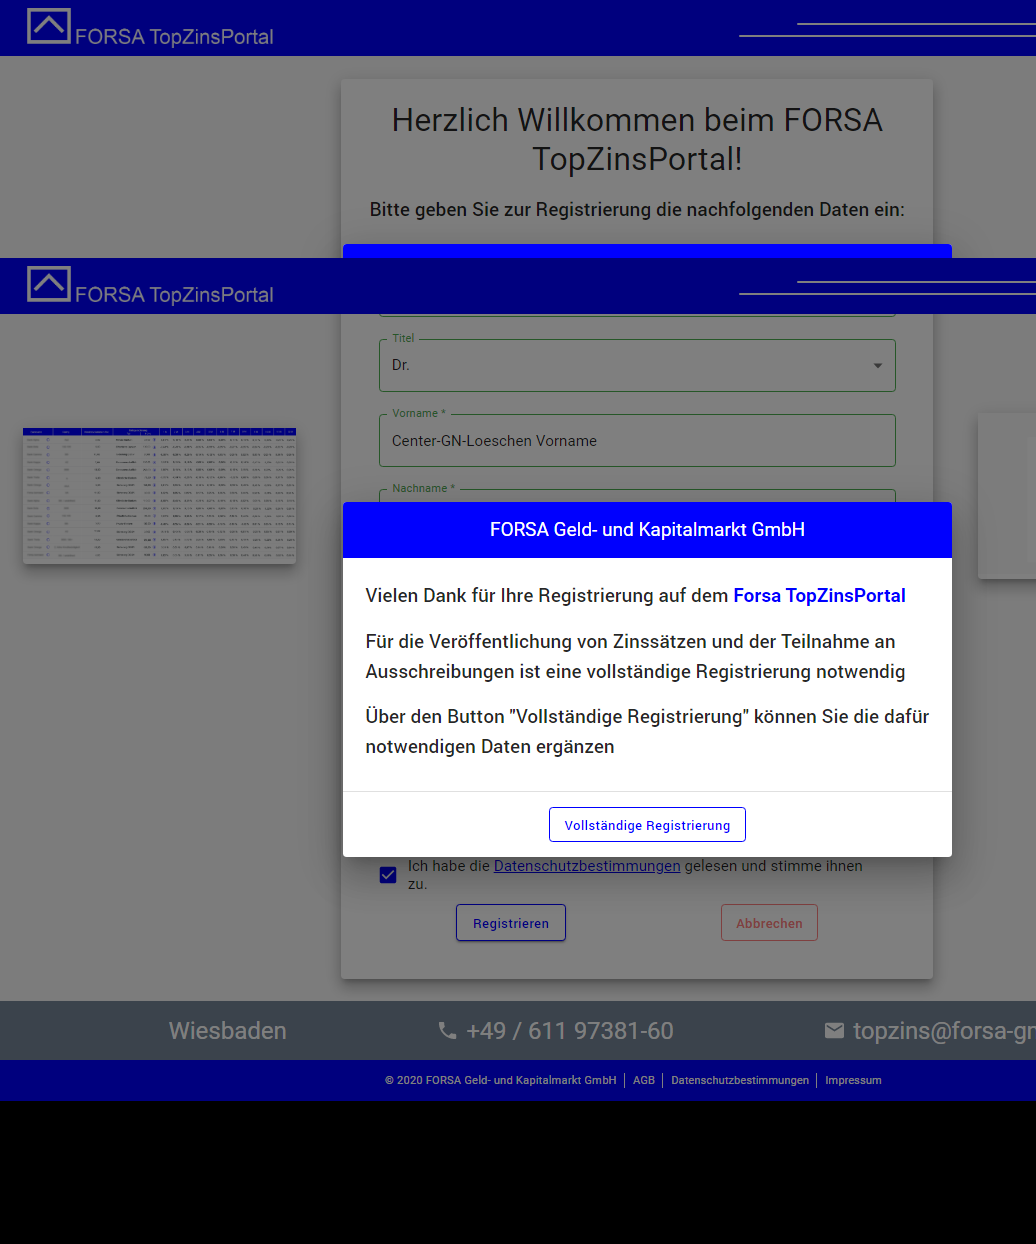 FORSA TopZinsPortal
Herzlich Willkommen beim FORSA
TopZinsPortal!
Bitte geben Sie zur Registrierung die nachfolgenden Daten ein:
FORSA TopZinsPortal
Titel
Dr.
Vorname *
Center-GN-Loeschen Vorname
Nachname *
FORSA Geld- und Kapitalmarkt GmbH
Vielen Dank für Ihre Registrierung auf dem Forsa TopZinsPortal
Für die Veröffentlichung von Zinssätzen und der Teilnahme an
Ausschreibungen ist eine vollständige Registrierung notwendig
Über den Button "Vollständige Registrierung" können Sie die dafür
notwendigen Daten ergänzen
Vollständige Registrierung
Ich habe die Datenschutzbestimmungen gelesen und stimme ihnen
zu.
Registrieren Abbrechen
Wiesbaden +49 / 611 97381-60 topzins@forsa-gm
© 2020 FORSA Geld- und Kapitalmarkt GmbH | AGB | Datenschutzbestimmungen | Impressum